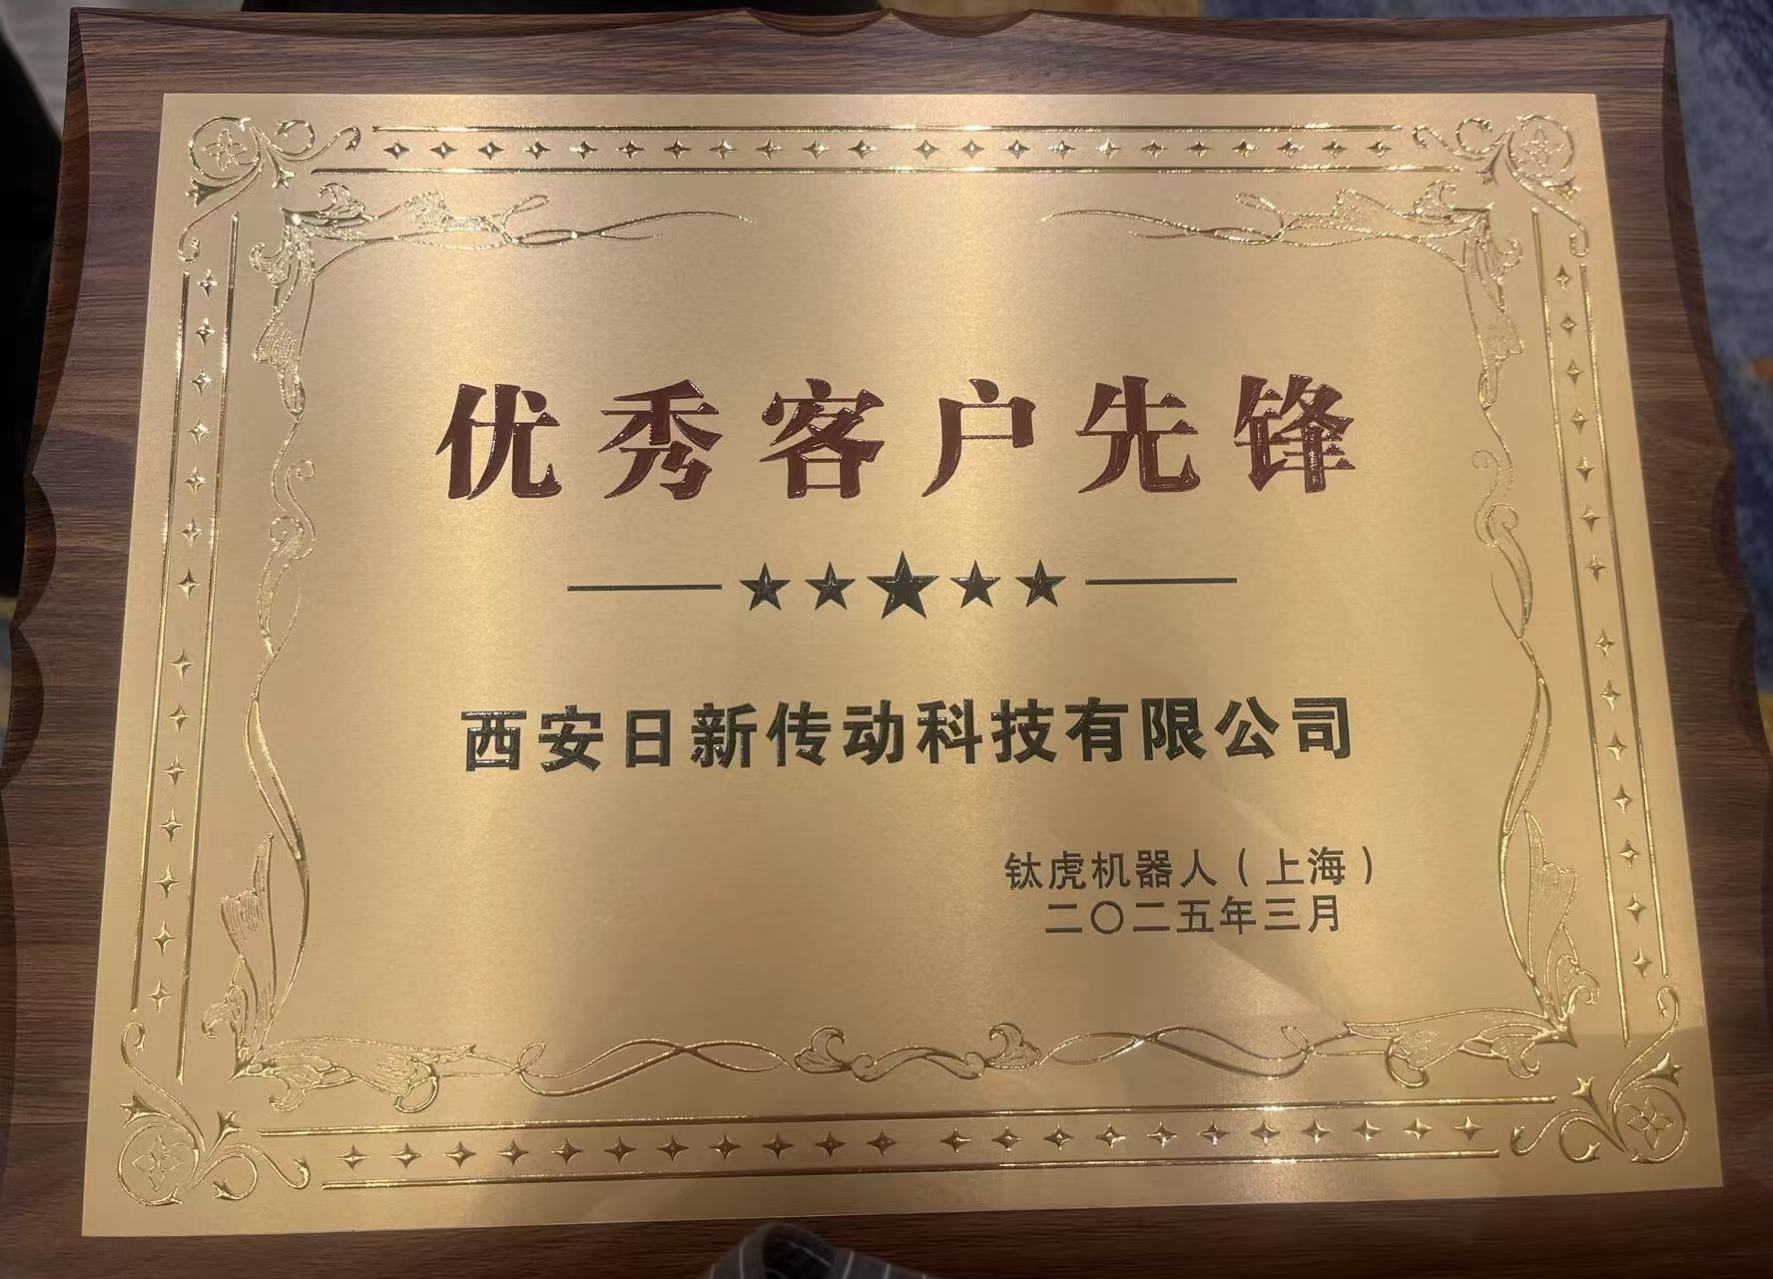 优秀客户先锋
西安日新传动科技有限公司
钛虎机器人（上海）
二〇二五年三月